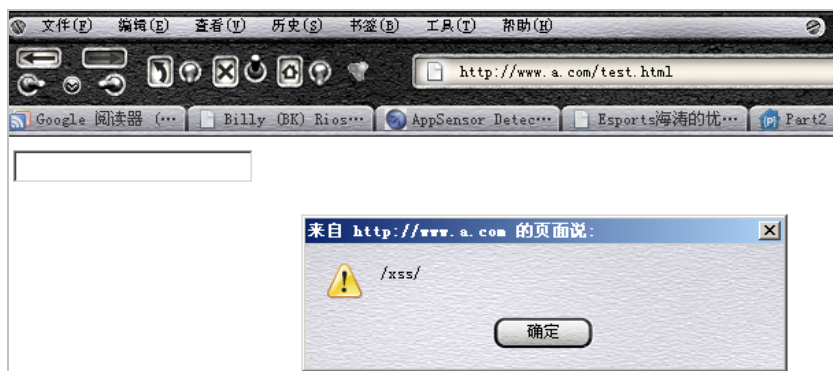 文件(F) 编辑(E) 查看(V) 历史(S) 书签(B) 工具(T) 帮助(H)
http://www.a.com/test.html
Google 阅读器 (… Billy (BK) Rios… AppSensor Detec… Esports海涛的忧… Part2
来自 http://www.a.com 的页面说:
/xss/
确定